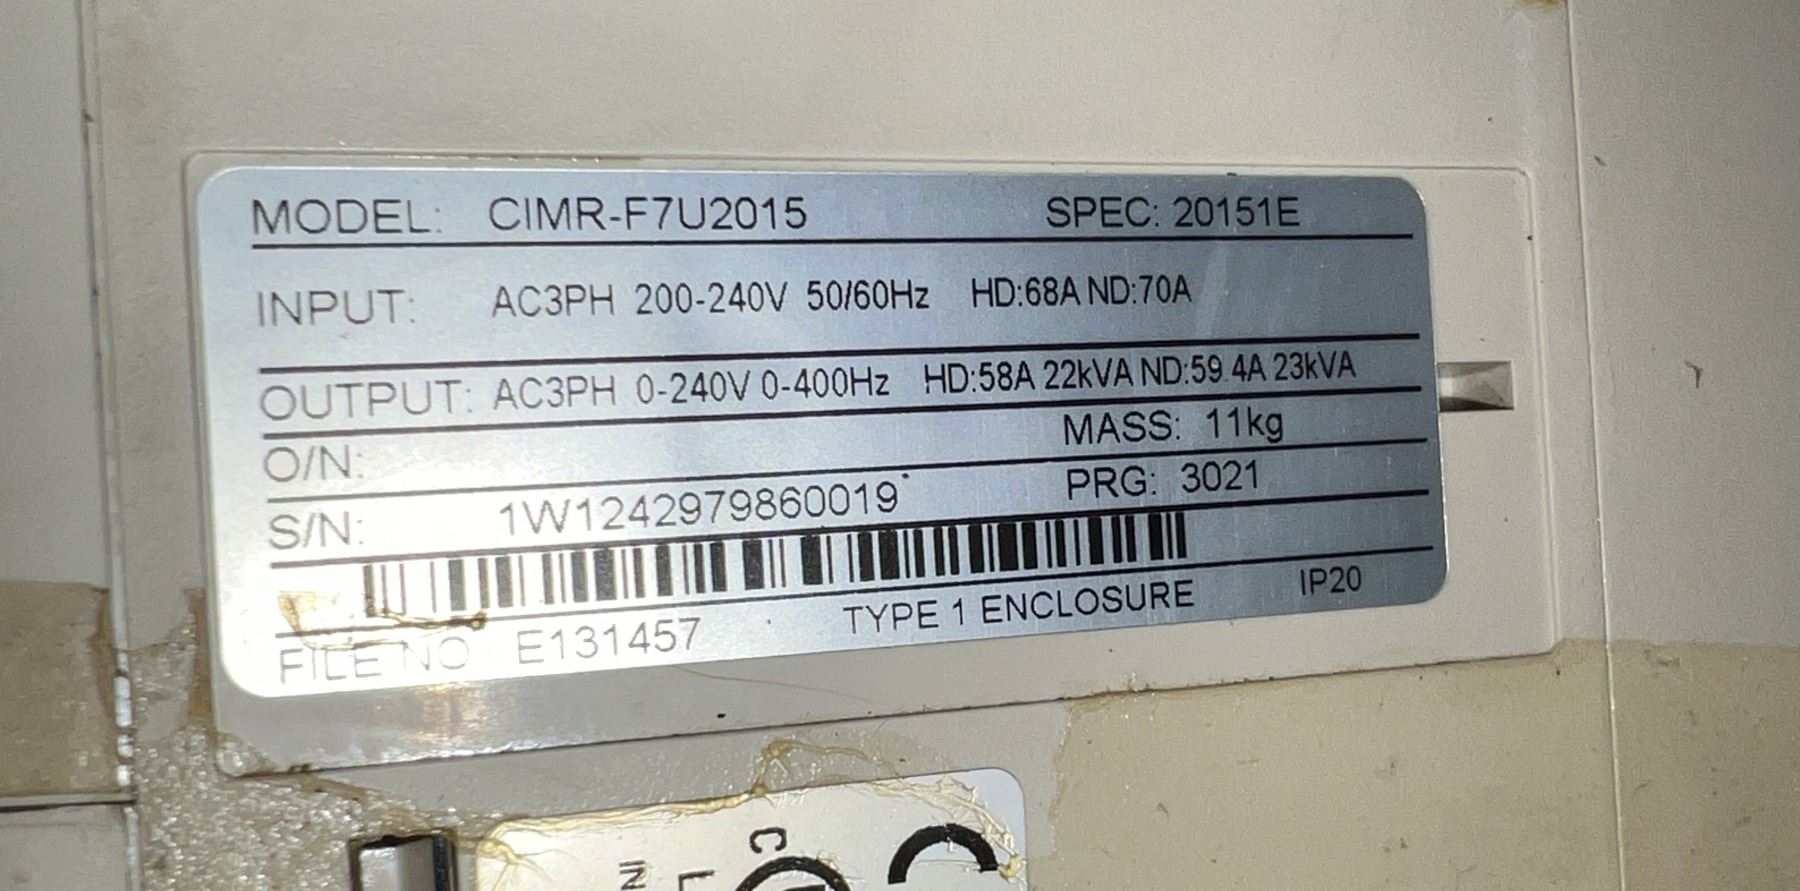 MODEL: CIMR-F7U2015 SPEC: 20151E
INPUT: AC3PH 200-240V 50/60Hz HD:68A ND:70A
OUTPUT: AC3PH 0-240V 0-400Hz HD:58A 22kVA ND:59.4A 23kVA
O/N: MASS: 11kg
S/N: 1W1242979860019 PRG: 3021
FILE NO E131457 TYPE 1 ENCLOSURE IP20